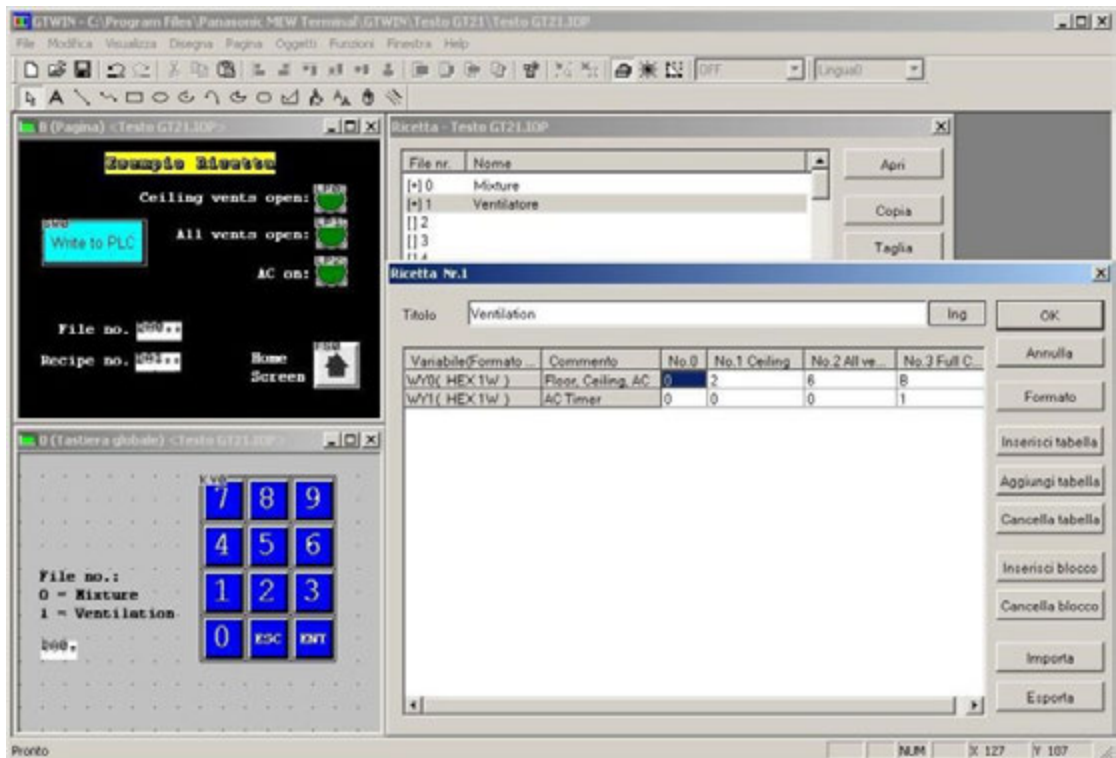 GTWIN - C:\Program Files\Panasonic MEW Terminal\GTWIN\Testo GT21\Testo GT21.IOP
File Modifica Visualizza Disegna Pagina Oggetti Funzioni Finestra Help
OFF Lingua0
B (Pagina) <Testo GT21.IOP>
Esempio Ricetta
Ceiling vents open:
Write to PLC
All vents open:
AC on:
File no.
Recipe no.
Home
Screen
0 (Tastiera globale) <Testo GT21.IOP>
7 8 9
4 5 6
1 2 3
0 ESC ENT
File no.:
0 = Mixture
1 = Ventilation
Ricetta - Testo GT21.IOP
File nr. Nome
[*] 0 Mixture
[*] 1 Ventilatore
[] 2
[] 3
[] 4
Apri
Copia
Taglia
Ricetta Nr.1
Titolo Ventilation Ing
Variabile(Formato ... Commento No.0 No.1 Ceiling No.2 All ve... No.3 Full C...
WY0( HEX 1W ) Floor, Ceiling, AC 0 2 6 8
WY1( HEX 1W ) AC Timer 0 0 0 1
OK
Annulla
Formato
Inserisci tabella
Aggiungi tabella
Cancella tabella
Inserisci blocco
Cancella blocco
Importa
Esporta
Pronto NUM X 127 Y 107